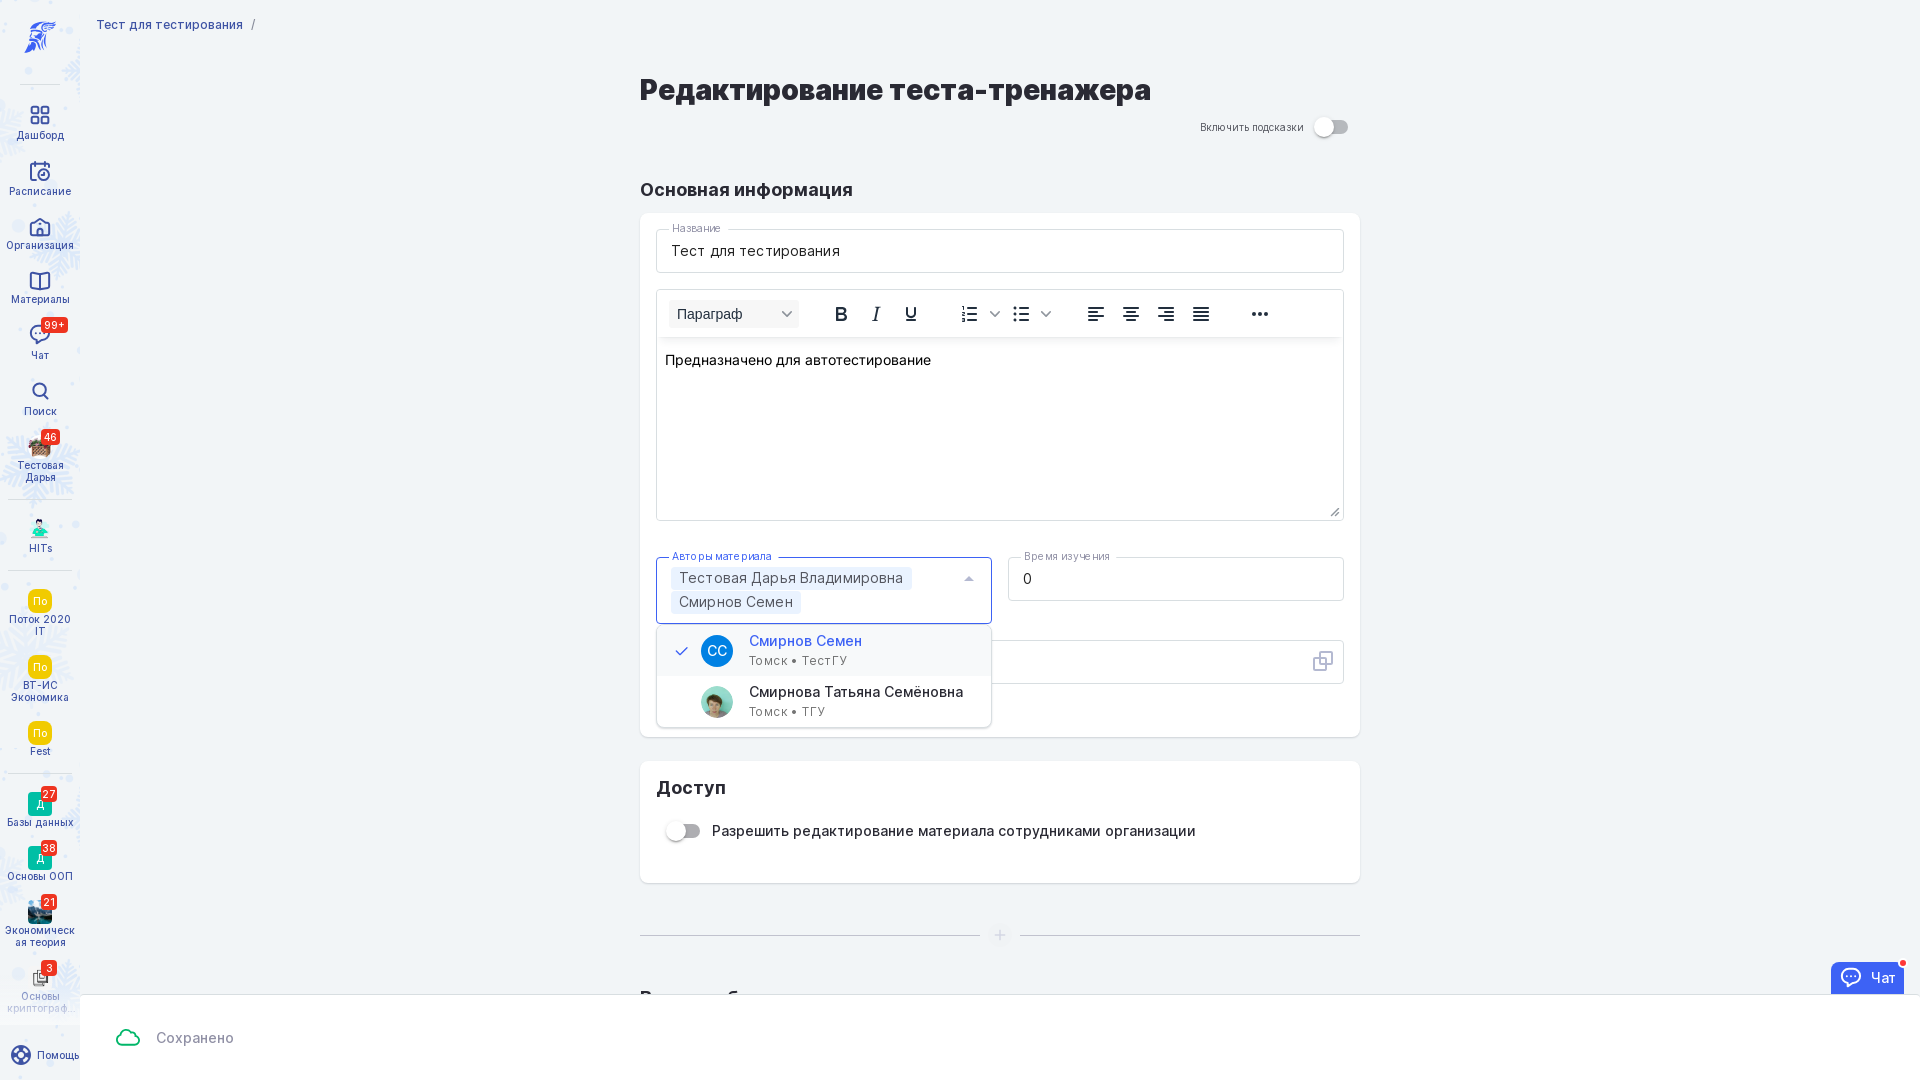 Тест для тестирования /
Дашборд
Расписание
Организация
Материалы
99+
Чат
Поиск
46
Тестовая
Дарья
HITs
По
Поток 2020
IT
По
ВТ-ИС
Экономика
По
Fest
27
Д
Базы данных
38
Д
Основы ООП
21
Экономическ
ая теория
3
Основы
криптограф...
Помощь
Редактирование теста-тренажера
Включить подсказки
Основная информация
Название
Тест для тестирования
Параграф
Предназначено для автотестирование
Авторы материала
Тестовая Дарья Владимировна
Смирнов Семен
Время изучения
0
СС
Смирнов Семен
Томск • ТестГУ
Смирнова Татьяна Семёновна
Томск • ТГУ
Доступ
Разрешить редактирование материала сотрудниками организации
Чат
Сохранено